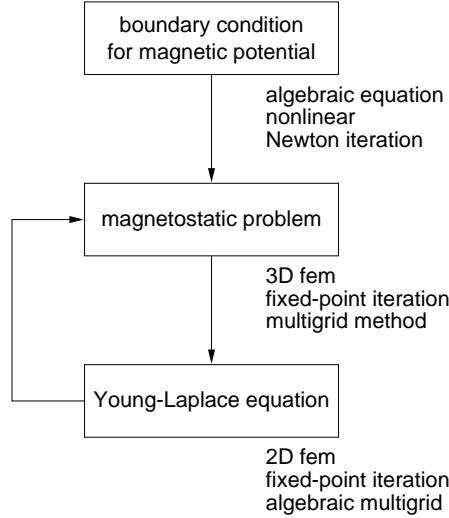 boundary condition
for magnetic potential
algebraic equation
nonlinear
Newton iteration
magnetostatic problem
3D fem
fixed-point iteration
multigrid method
Young-Laplace equation
2D fem
fixed-point iteration
algebraic multigrid